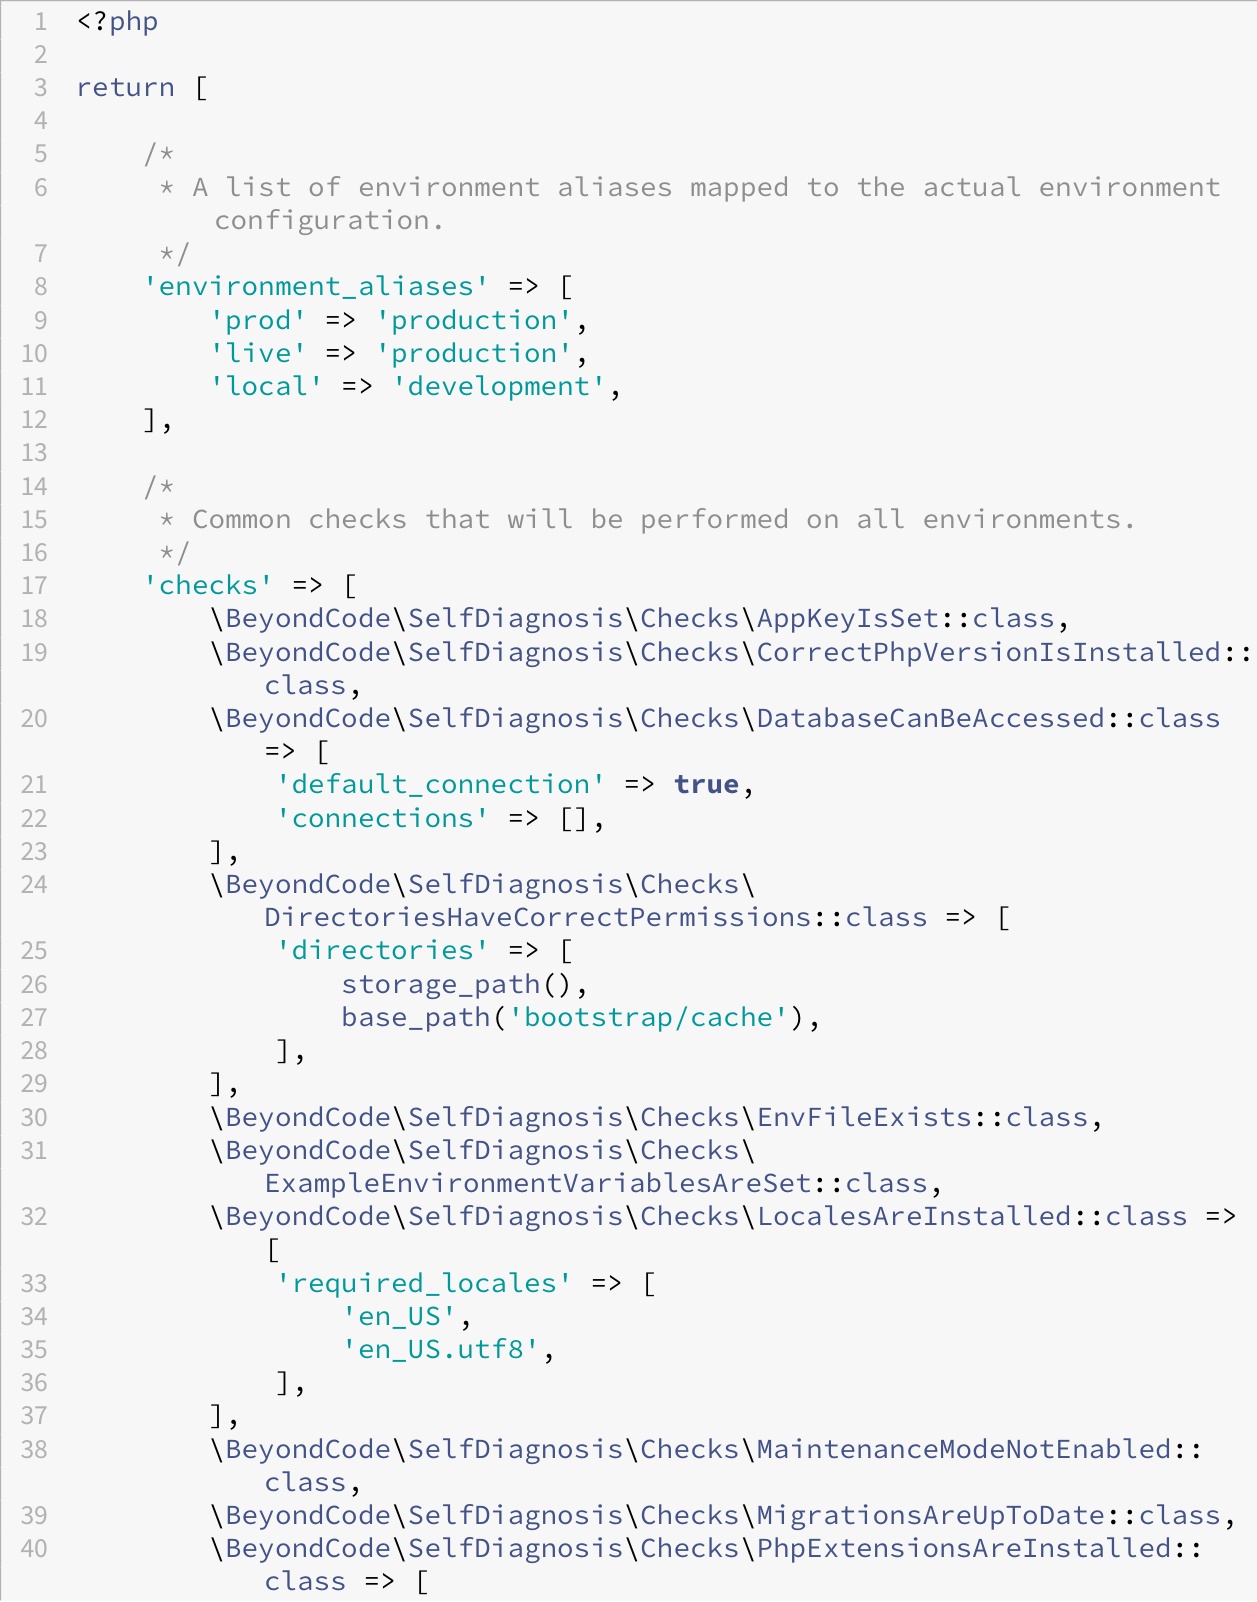 1 <?php
2
3 return [
4
5     /*
6      * A list of environment aliases mapped to the actual environment
         configuration.
7      */
8     'environment_aliases' => [
9         'prod' => 'production',
10         'live' => 'production',
11         'local' => 'development',
12     ],
13
14     /*
15      * Common checks that will be performed on all environments.
16      */
17     'checks' => [
18         \BeyondCode\SelfDiagnosis\Checks\AppKeyIsSet::class,
19         \BeyondCode\SelfDiagnosis\Checks\CorrectPhpVersionIsInstalled::
            class,
20         \BeyondCode\SelfDiagnosis\Checks\DatabaseCanBeAccessed::class
            => [
21             'default_connection' => true,
22             'connections' => [],
23         ],
24         \BeyondCode\SelfDiagnosis\Checks\
            DirectoriesHaveCorrectPermissions::class => [
25             'directories' => [
26                 storage_path(),
27                 base_path('bootstrap/cache'),
28             ],
29         ],
30         \BeyondCode\SelfDiagnosis\Checks\EnvFileExists::class,
31         \BeyondCode\SelfDiagnosis\Checks\
            ExampleEnvironmentVariablesAreSet::class,
32         \BeyondCode\SelfDiagnosis\Checks\LocalesAreInstalled::class =>
            [
33             'required_locales' => [
34                 'en_US',
35                 'en_US.utf8',
36             ],
37         ],
38         \BeyondCode\SelfDiagnosis\Checks\MaintenanceModeNotEnabled::
            class,
39         \BeyondCode\SelfDiagnosis\Checks\MigrationsAreUpToDate::class,
40         \BeyondCode\SelfDiagnosis\Checks\PhpExtensionsAreInstalled::
            class => [